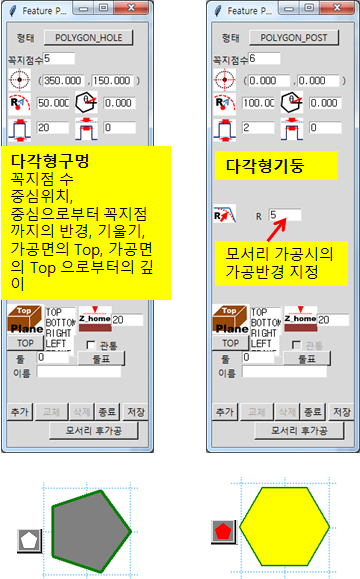 Feature P...
형태 POLYGON_HOLE
꼭지점수 5
(350.000 ,150.000 )
R 50.000 θ 0.000
20 0
다각형구멍
꼭지점 수
중심위치,
중심으로부터 꼭지점
까지의 반경, 기울기,
가공면의 Top, 가공면
의 Top 으로부터의 깊
이
Top
Plane
TOP
BOTTOM
RIGHT
LEFT
Z_home 20
TOP
관통
툴 0 툴표
이름
추가 교체 삭제 종료 저장
모서리 후가공
Feature P...
형태 POLYGON_POST
꼭지점수 6
(0.000 ,0.000 )
R 100.00 θ 0.000
2 0
다각형기둥
R R 5
모서리 가공시의
가공반경 지정
Top
Plane
TOP
BOTTOM
RIGHT
LEFT
Z_home 20
TOP
관통
툴 0 툴표
이름
추가 교체 삭제 종료 저장
모서리 후가공